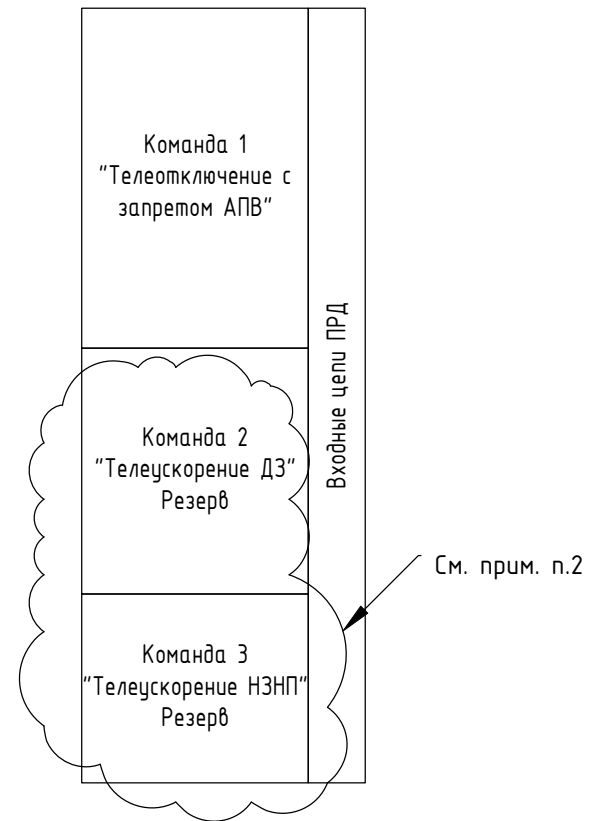 Команда 1
"Телеотключение с
запретом АПВ"
Входные цепи ПРД
Команда 2
"Телеускорение ДЗ"
Резерв
См. прим. п.2
Команда 3
"Телеускорение НЗНП"
Резерв